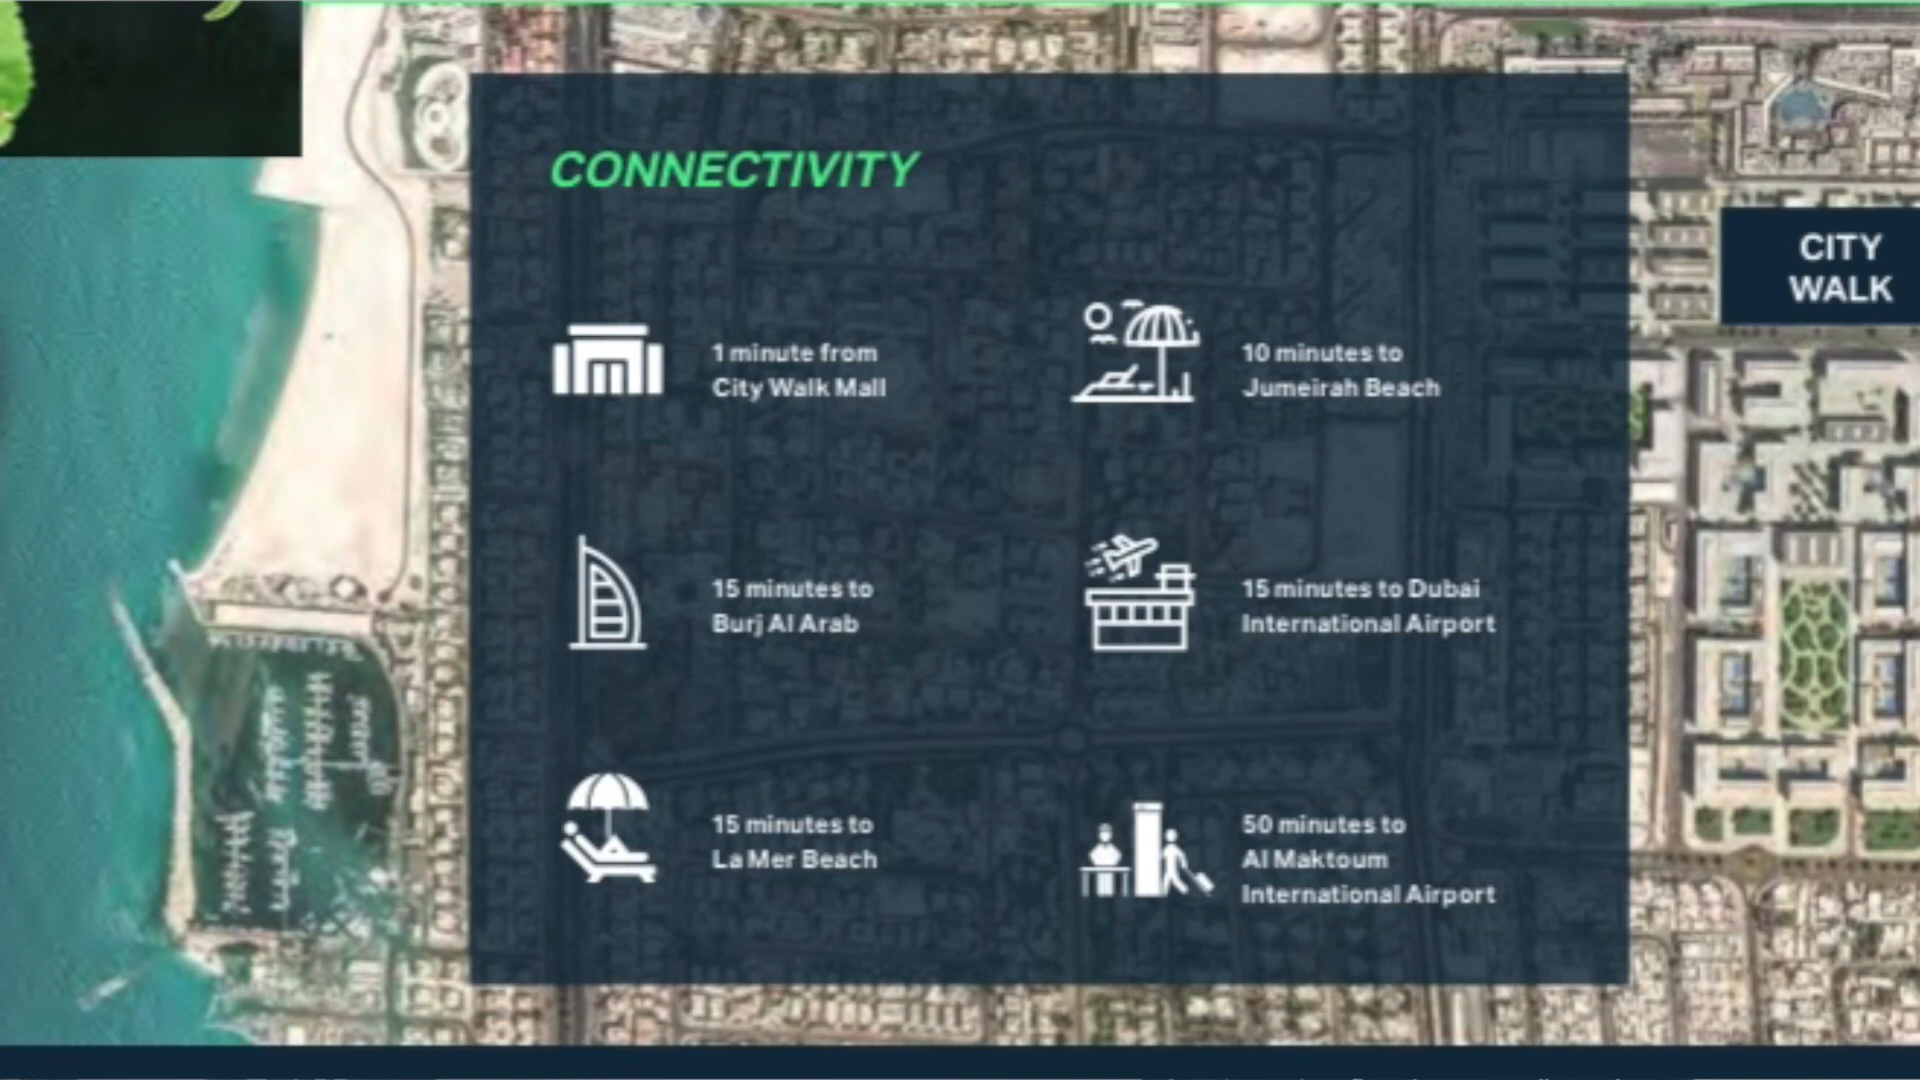 CONNECTIVITY
1 minute from
City Walk Mall
10 minutes to
Jumeirah Beach
15 minutes to
Burj Al Arab
15 minutes to Dubai
International Airport
15 minutes to
La Mer Beach
50 minutes to
Al Maktoum
International Airport
CITY
WALK